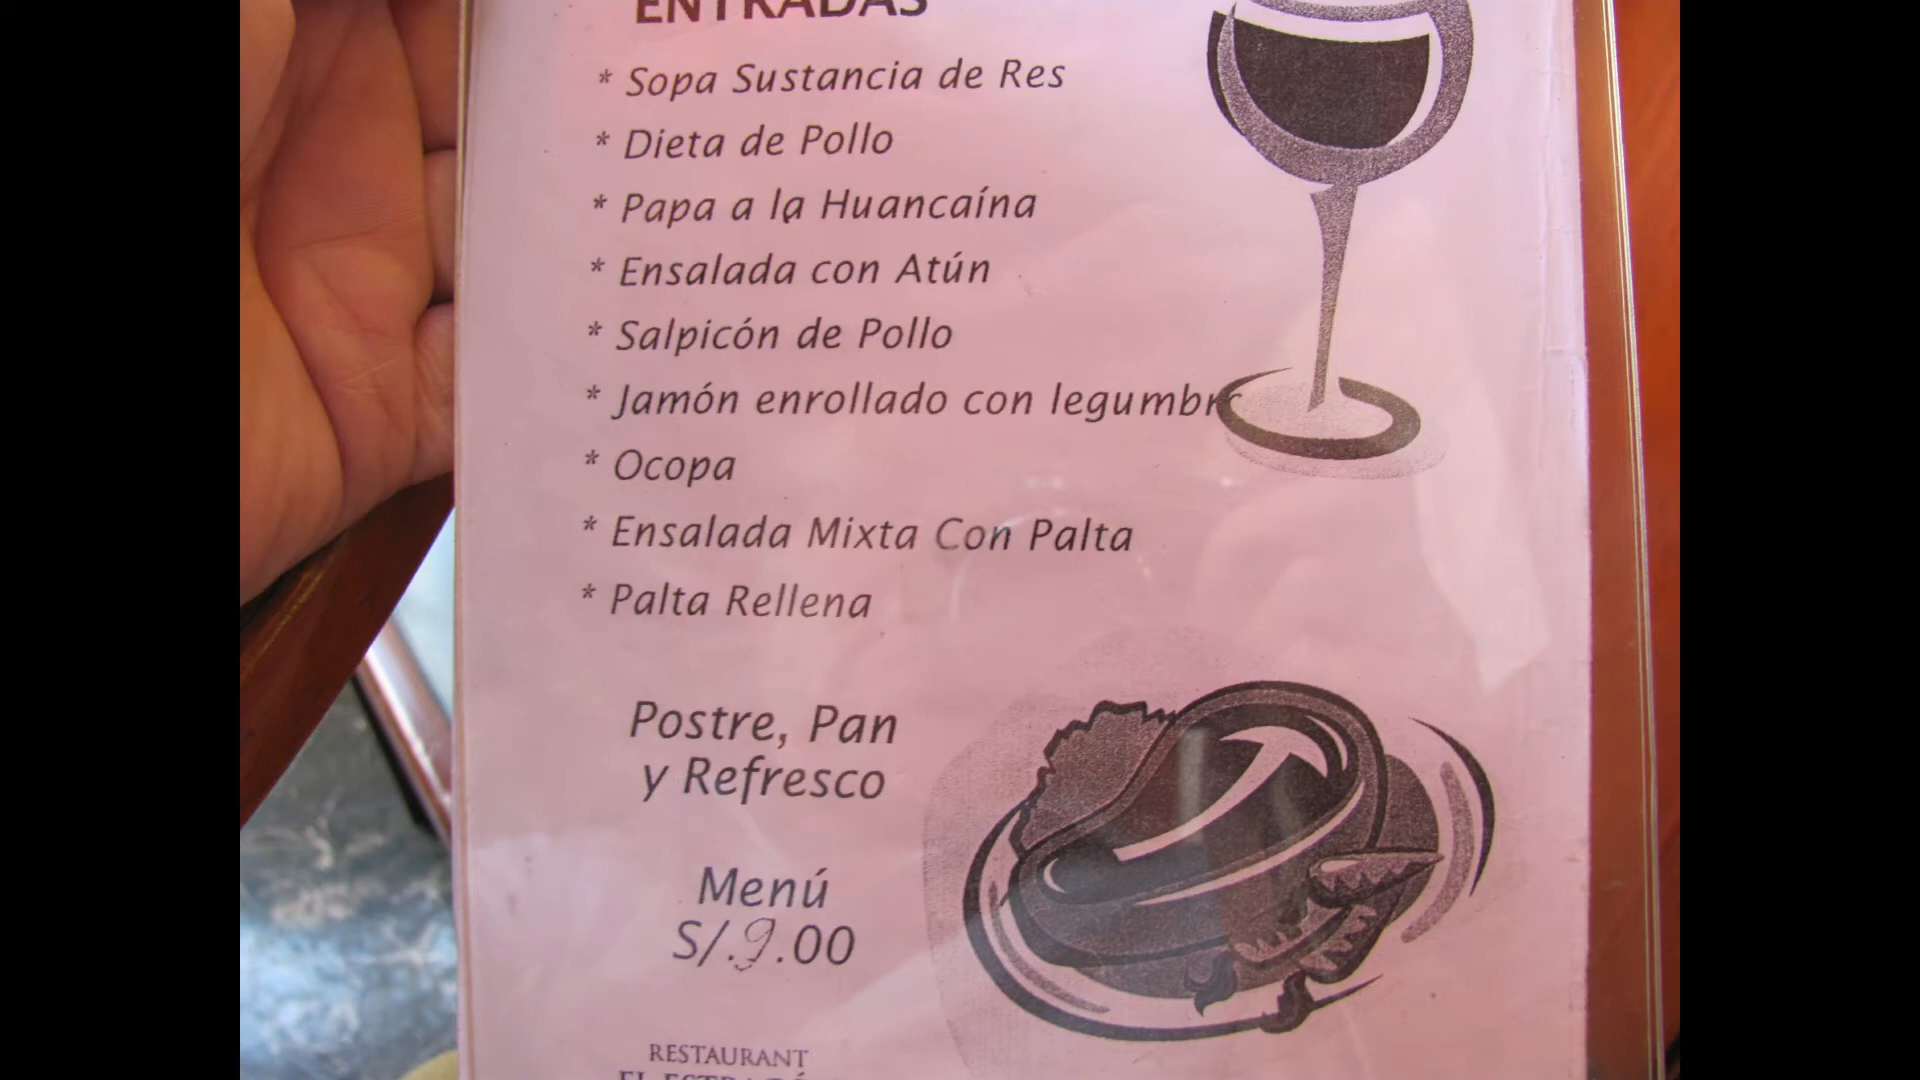 ENTRADAS
* Sopa Sustancia de Res
* Dieta de Pollo
* Papa a la Huancaína
* Ensalada con Atún
* Salpicón de Pollo
* Jamón enrollado con
* Ocopa
* Ensalada Mixta Con Palta
* Palta Rellena
Postre, Pan
y Refresco
Menú
S/.9.00
RESTAURANT